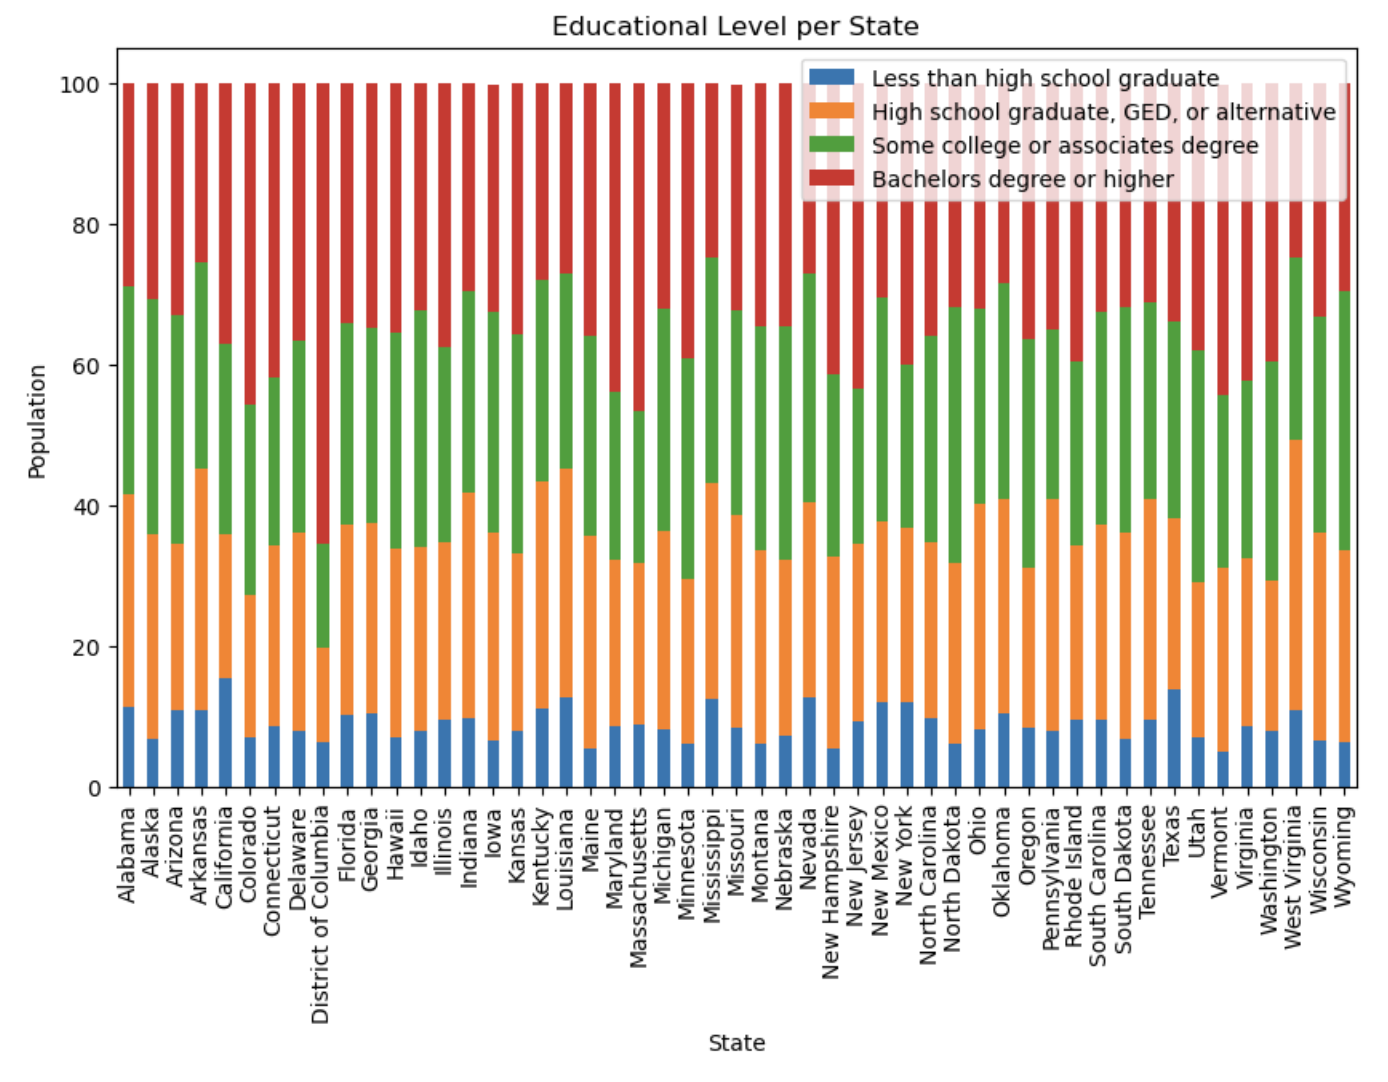 Educational Level per State
Less than high school graduate
High school graduate, GED, or alternative
Some college or associates degree
Bachelors degree or higher
Population
100
80
60
40
20
0
Alabama
Alaska
Arizona
Arkansas
California
Colorado
Connecticut
Delaware
District of Columbia
Florida
Georgia
Hawaii
Idaho
Illinois
Indiana
Iowa
Kansas
Kentucky
Louisiana
Maine
Maryland
Massachusetts
Michigan
Minnesota
Mississippi
Missouri
Montana
Nebraska
Nevada
New Hampshire
New Jersey
New Mexico
New York
North Carolina
North Dakota
Ohio
Oklahoma
Oregon
Pennsylvania
Rhode Island
South Carolina
South Dakota
Tennessee
Texas
Utah
Vermont
Virginia
Washington
West Virginia
Wisconsin
Wyoming
State